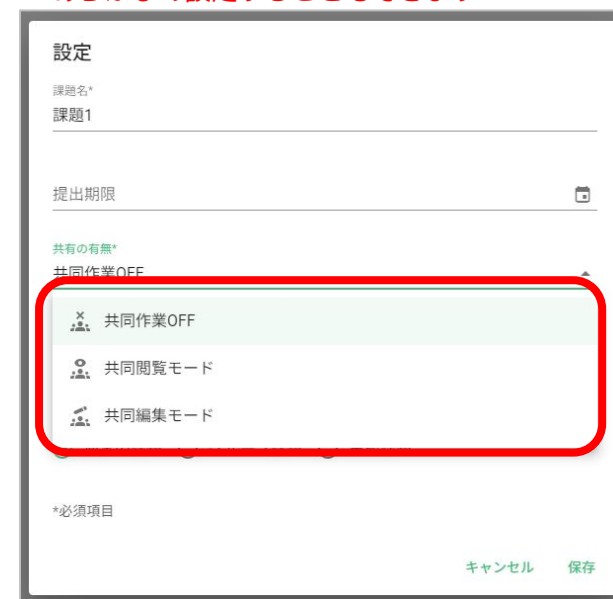 設定
課題名*
課題1
提出期限
共有の有無*
共同作業OFF
共同作業OFF
共同閲覧モード
共同編集モード
*必須項目
キャンセル 保存